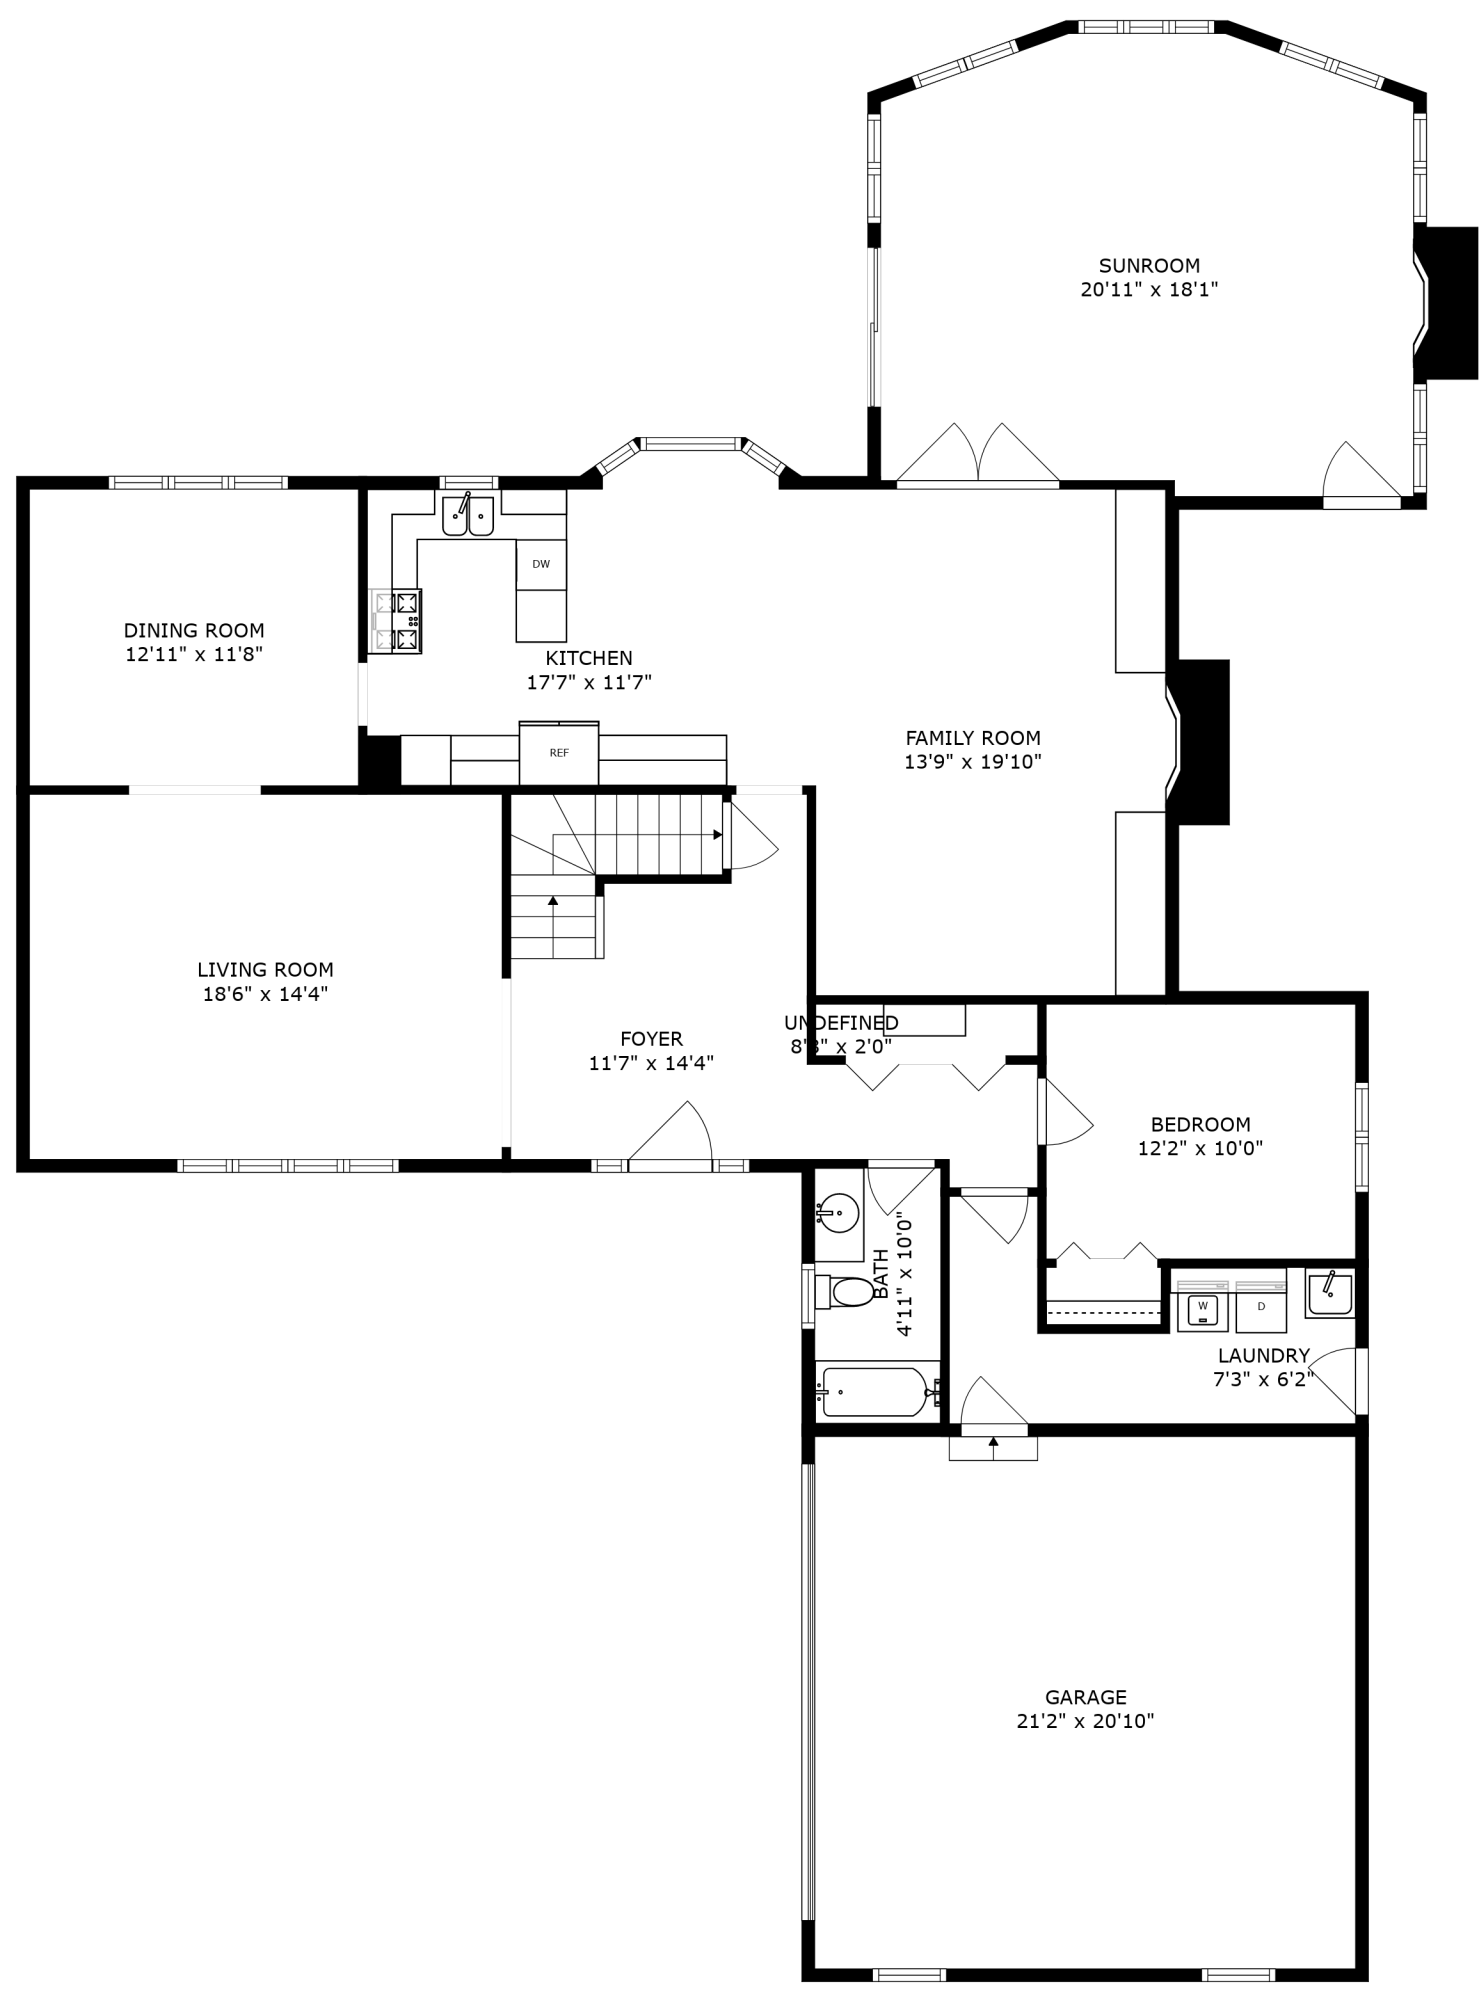 SUNROOM
20'11" x 18'1"
DW
DINING ROOM
12'11" x 11'8"
KITCHEN
17'7" x 11'7"
REF
FAMILY ROOM
13'9" x 19'10"
LIVING ROOM
18'6" x 14'4"
FOYER
11'7" x 14'4"
UNDEFINED
8'3" x 2'0"
BEDROOM
12'2" x 10'0"
BATH
4'11" x 10'0"
W
D
LAUNDRY
7'3" x 6'2"
GARAGE
21'2" x 20'10"